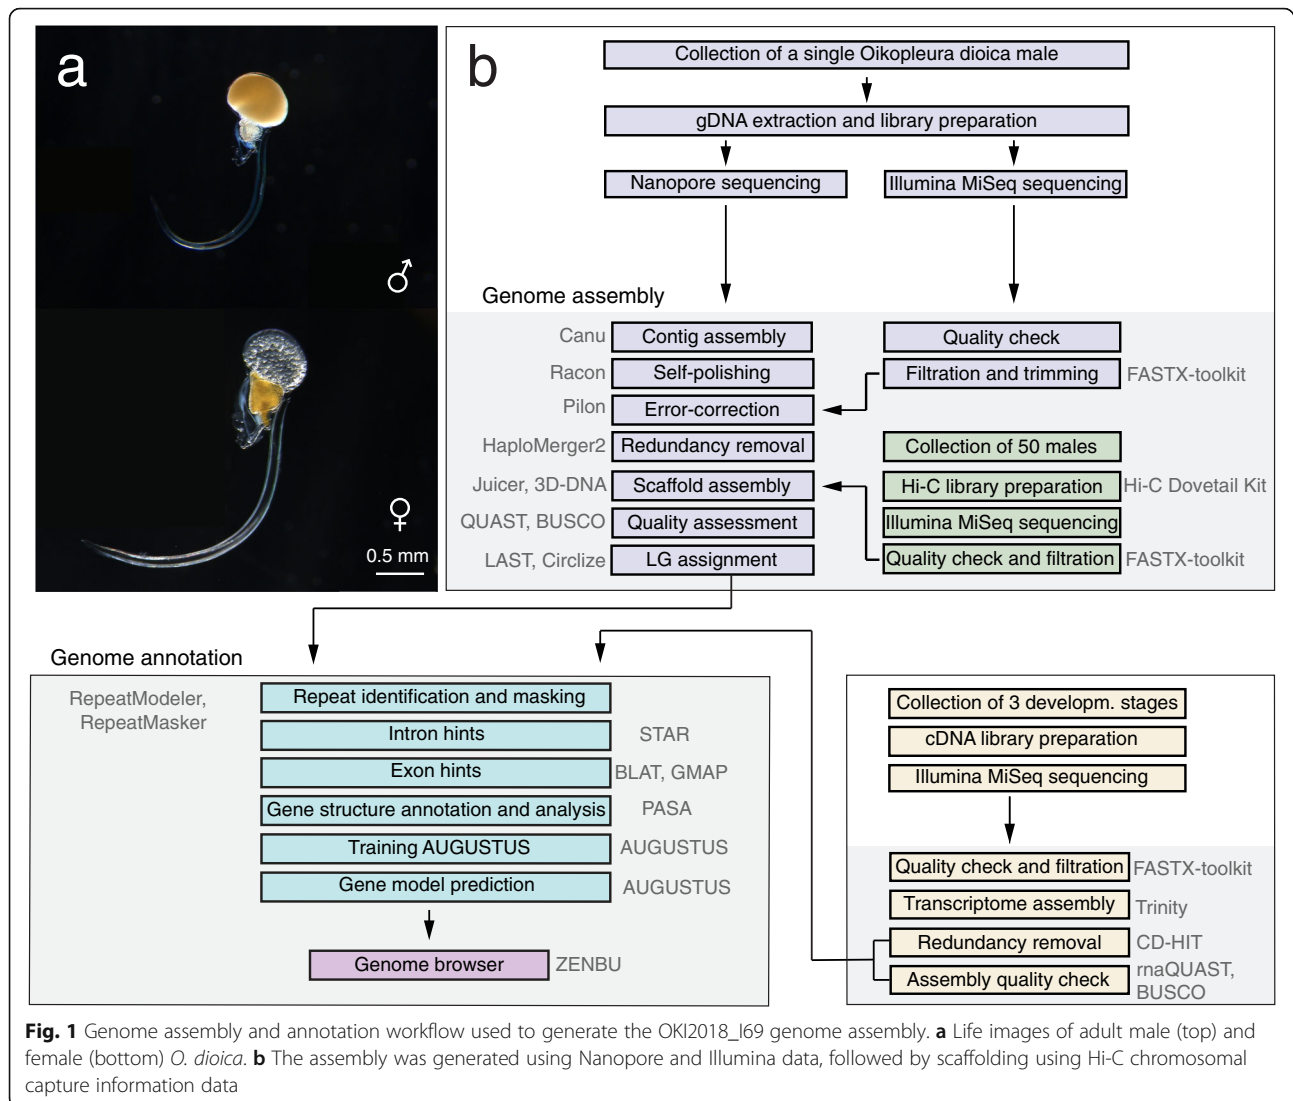 a
♂
♀
0.5 mm
b
Collection of a single Oikopleura dioica male
gDNA extraction and library preparation
Nanopore sequencing
Illumina MiSeq sequencing
Genome assembly
Canu
Contig assembly
Quality check
Racon
Self-polishing
Filtration and trimming
FASTX-toolkit
Pilon
Error-correction
HaploMerger2
Redundancy removal
Collection of 50 males
Juicer, 3D-DNA
Scaffold assembly
Hi-C library preparation
Hi-C Dovetail Kit
QUAST, BUSCO
Quality assessment
Illumina MiSeq sequencing
LAST, Circlize
LG assignment
Quality check and filtration
FASTX-toolkit
Genome annotation
RepeatModeler,
RepeatMasker
Repeat identification and masking
Intron hints
STAR
Exon hints
BLAT, GMAP
Gene structure annotation and analysis
PASA
Training AUGUSTUS
AUGUSTUS
Gene model prediction
AUGUSTUS
Genome browser
ZENBU
Collection of 3 developm. stages
cDNA library preparation
Illumina MiSeq sequencing
Quality check and filtration
FASTX-toolkit
Transcriptome assembly
Trinity
Redundancy removal
CD-HIT
Assembly quality check
rnaQUAST,
BUSCO
Fig. 1 Genome assembly and annotation workflow used to generate the OKI2018_I69 genome assembly. a Life images of adult male (top) and
female (bottom) O. dioica. b The assembly was generated using Nanopore and Illumina data, followed by scaffolding using Hi-C chromosomal
capture information data